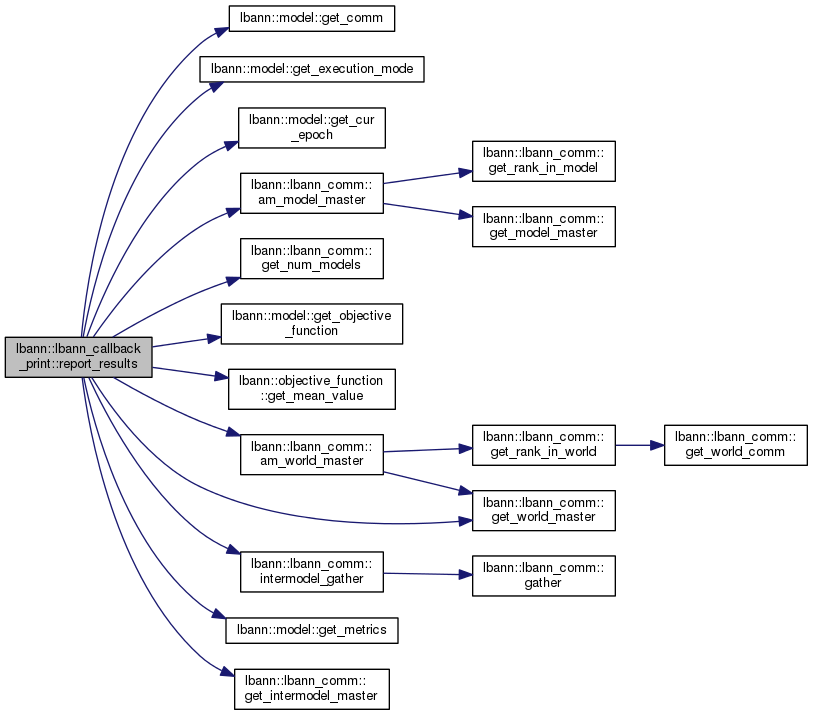 lbann::model::get_comm
lbann::model::get_execution_mode
lbann::model::get_cur
_epoch
lbann::lbann_comm::
am_model_master
lbann::lbann_comm::
get_rank_in_model
lbann::lbann_comm::
get_model_master
lbann::lbann_comm::
get_num_models
lbann::model::get_objective
_function
lbann::lbann_callback
_print::report_results
lbann::objective_function
::get_mean_value
lbann::lbann_comm::
am_world_master
lbann::lbann_comm::
get_rank_in_world
lbann::lbann_comm::
get_world_comm
lbann::lbann_comm::
get_world_master
lbann::lbann_comm::
intermodel_gather
lbann::lbann_comm::
gather
lbann::model::get_metrics
lbann::lbann_comm::
get_intermodel_master